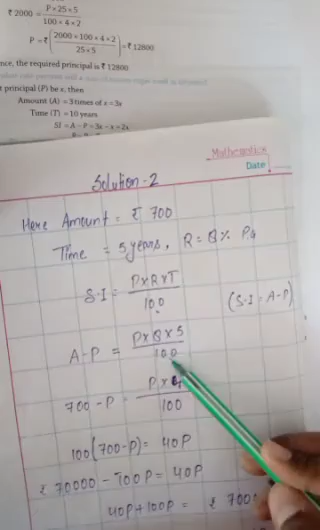 ₹ 2000 = P×25×5 / 100×4×2
P = ₹ ( 2000×100×4×2 / 25×5 ) = ₹ 12800
nce, the required principal is ₹ 12800
t principal (P) be x, then
Amount (A) = 3 times of x = 3x
Time (T) = 10 years
SI = A – P = 3x – x = 2x
Mathematics
Date
Solution - 2
Here Amount = ₹ 700
Time = 5 years, R = 8 % P.a
S.I = P×R×T / 100
(S.I = A-P)
A-P = P×8×5 / 100
700 - P = P × / 100
100(700-P) = 40P
₹ 70000 - 100P = 40P
40P + 100P = ₹ 7000